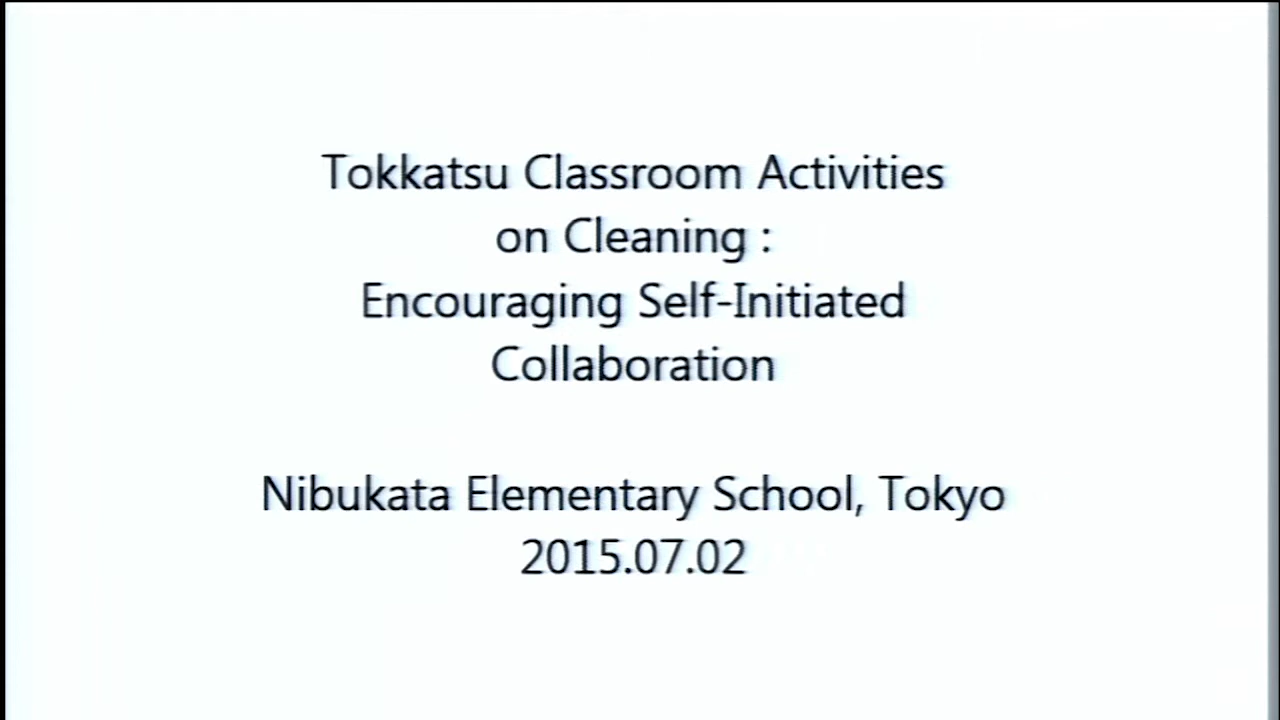 Tokkatsu Classroom Activities
on Cleaning :
Encouraging Self-Initiated
Collaboration
Nibukata Elementary School, Tokyo
2015.07.02